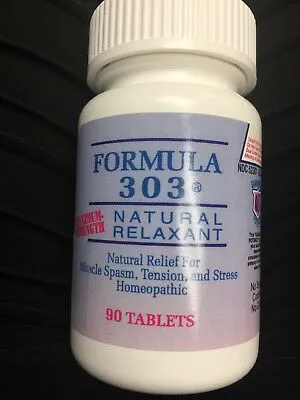 FORMULA
303®
MAXIMUM-
STRENGTH
NATURAL
RELAXANT
Natural Relief For
Muscle Spasm, Tension, and Stress
Homeopathic
90 TABLETS